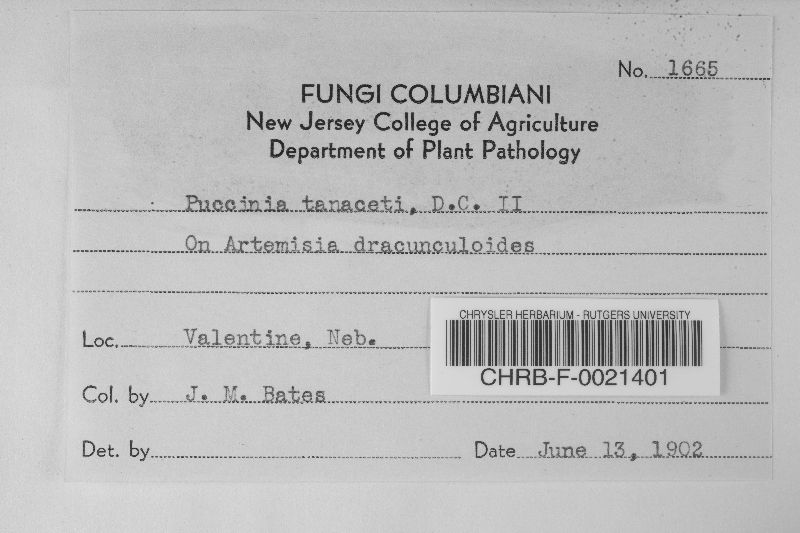 No. 1665
FUNGI COLUMBIANI
New Jersey College of Agriculture
Department of Plant Pathology
Puccinia tanaceti, D.C. II
On Artemisia dracunculoides
Loc. Valentine, Neb.
CHRYSLER HERBARIUM - RUTGERS UNIVERSITY
CHRB-F-0021401
Col. by J. M. Bates
Det. by
Date June 13, 1902